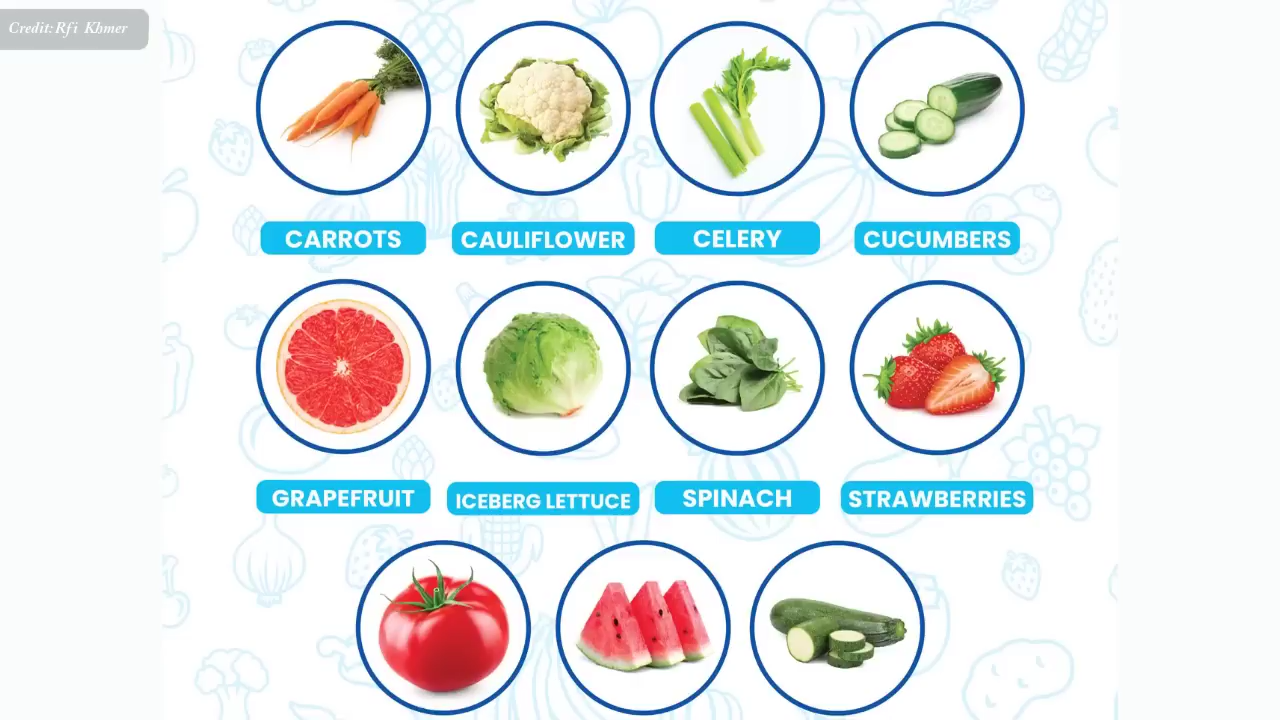 Credit:Rfi Khmer
CARROTS
CAULIFLOWER
CELERY
CUCUMBERS
GRAPEFRUIT
ICEBERG LETTUCE
SPINACH
STRAWBERRIES